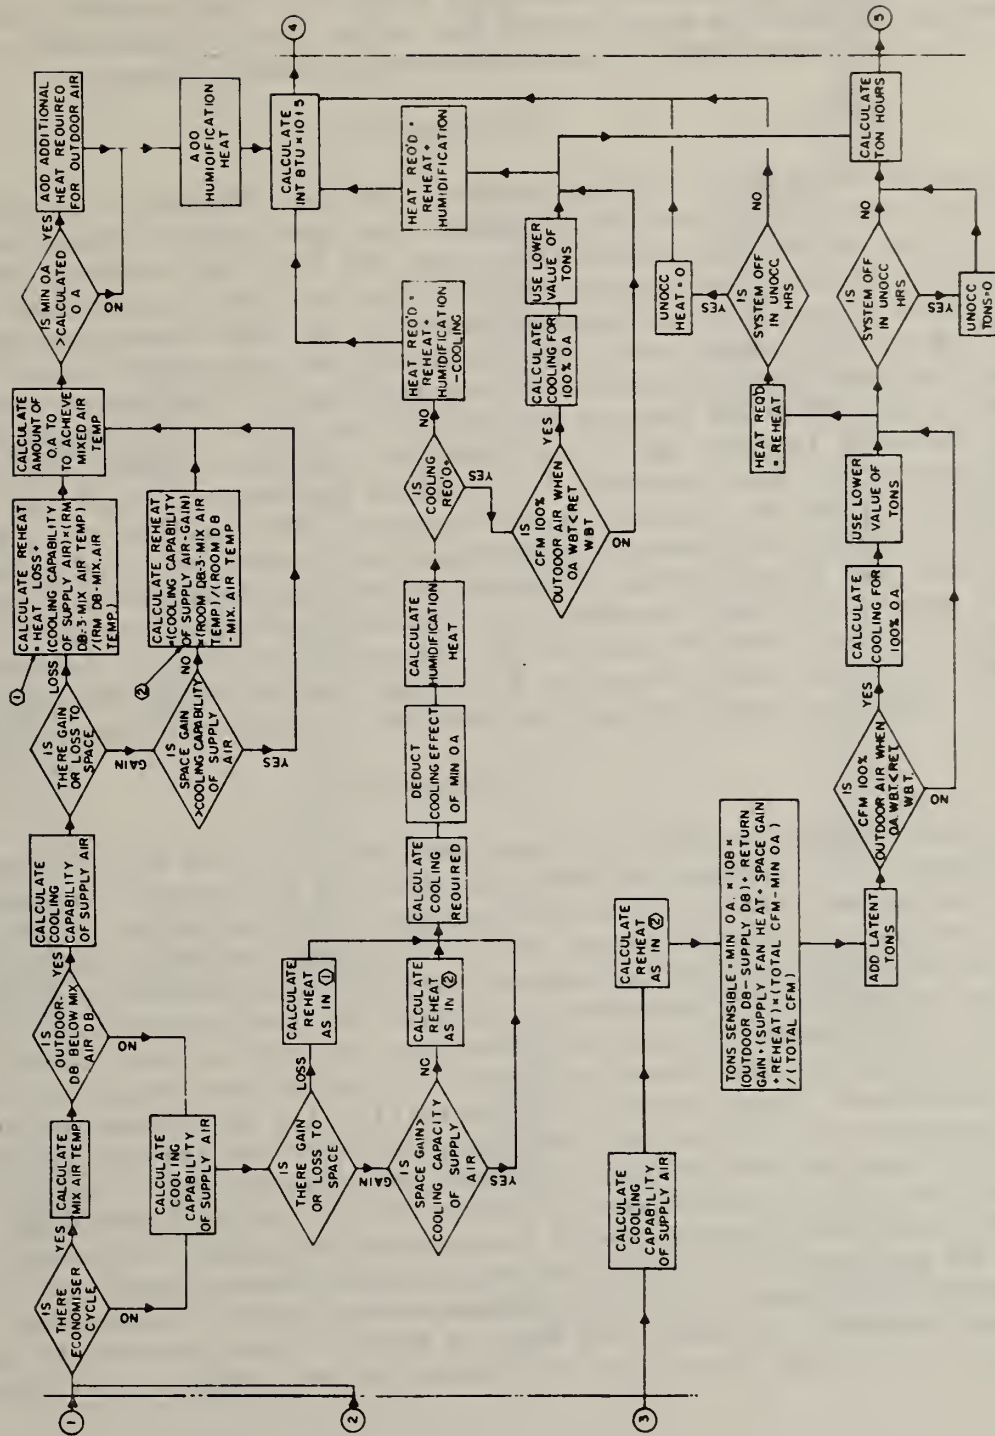 1
IS
THERE
ECONOMISER
CYCLE
YES
NO
CALCULATE
MIX AIR TEMP
IS
OUTDOOR-
DB BELOW MIX
AIR DB
YES
NO
CALCULATE
COOLING
CAPABILITY
OF SUPPLY AIR
IS
THERE GAIN
OR LOSS TO
SPACE
LOSS
GAIN
1
CALCULATE REHEAT
= HEAT LOSS +
(COOLING CAPABILITY
OF SUPPLY AIR)×(RM
DB-3-MIX AIR TEMP)
/(RM DB-MIX.AIR
TEMP.)
IS
SPACE GAIN
>COOLING CAPABILITY
OF SUPPLY
AIR
NO
YES
2
CALCULATE REHEAT
=(COOLING CAPABILITY
OF SUPPLY AIR-GAIN)
×(ROOM DB-3-MIX AIR
TEMP)/(ROOM DB
-MIX. AIR TEMP
CALCULATE
AMOUNT OF
O.A TO
TO ACHIEVE
MIXED AIR
TEMP
IS MIN OA
>CALCULATED
O A
YES
NO
ADD ADDITIONAL
HEAT REQUIRED
FOR OUTDOOR AIR
ADD
HUMIDIFICATION
HEAT
CALCULATE
INT BTU × 10 15
4
2
CALCULATE
COOLING
CAPABILITY
OF SUPPLY AIR
IS
THERE GAIN
OR LOSS TO
SPACE
LOSS
GAIN
CALCULATE
REHEAT
AS IN 1
IS
SPACE GAIN>
COOLING CAPACITY
OF SUPPLY
AIR
NC
YES
CALCULATE
REHEAT
AS IN 2
CALCULATE
COOLING
REQUIRED
DEDUCT
COOLING EFFECT
OF MIN OA
CALCULATE
HUMIDIFICATION
HEAT
IS
COOLING
REQ'D=
NO
YES
HEAT REQ'D=
REHEAT+
HUMIDIFICATION
-COOLING
HEAT REQ'D=
REHEAT+
HUMIDIFICATION
IS
CFM 100%
OUTDOOR AIR WHEN
OA WBT<RET
WBT
YES
NO
CALCULATE
COOLING FOR
100% OA
USE LOWER
VALUE OF
TONS
3
CALCULATE
COOLING
CAPABILITY
OF SUPPLY AIR
CALCULATE
REHEAT
AS IN 2
TONS SENSIBLE = MIN O.A. × 108 ×
(OUTDOOR DB-SUPPLY DB)+ RETURN
GAIN+(SUPPLY FAN HEAT+ SPACE GAIN
+ REHEAT)×(TOTAL CFM-MIN OA)
/(TOTAL CFM)
ADD LATENT
TONS
IS
CFM 100%
OUTDOOR AIR WHEN
OA WBT.<RET.
WBT.
YES
NO
CALCULATE
COOLING FOR
100% OA
USE LOWER
VALUE OF
TONS
HEAT REQD
= REHEAT
IS
SYSTEM OFF
IN UNOCC
HRS
NO
YES
UNOCC
HEAT = 0
IS
SYSTEM OFF
IN UNOCC
HRS
NO
YES
UNOCC
TONS=0
CALCULATE
TON HOURS
5